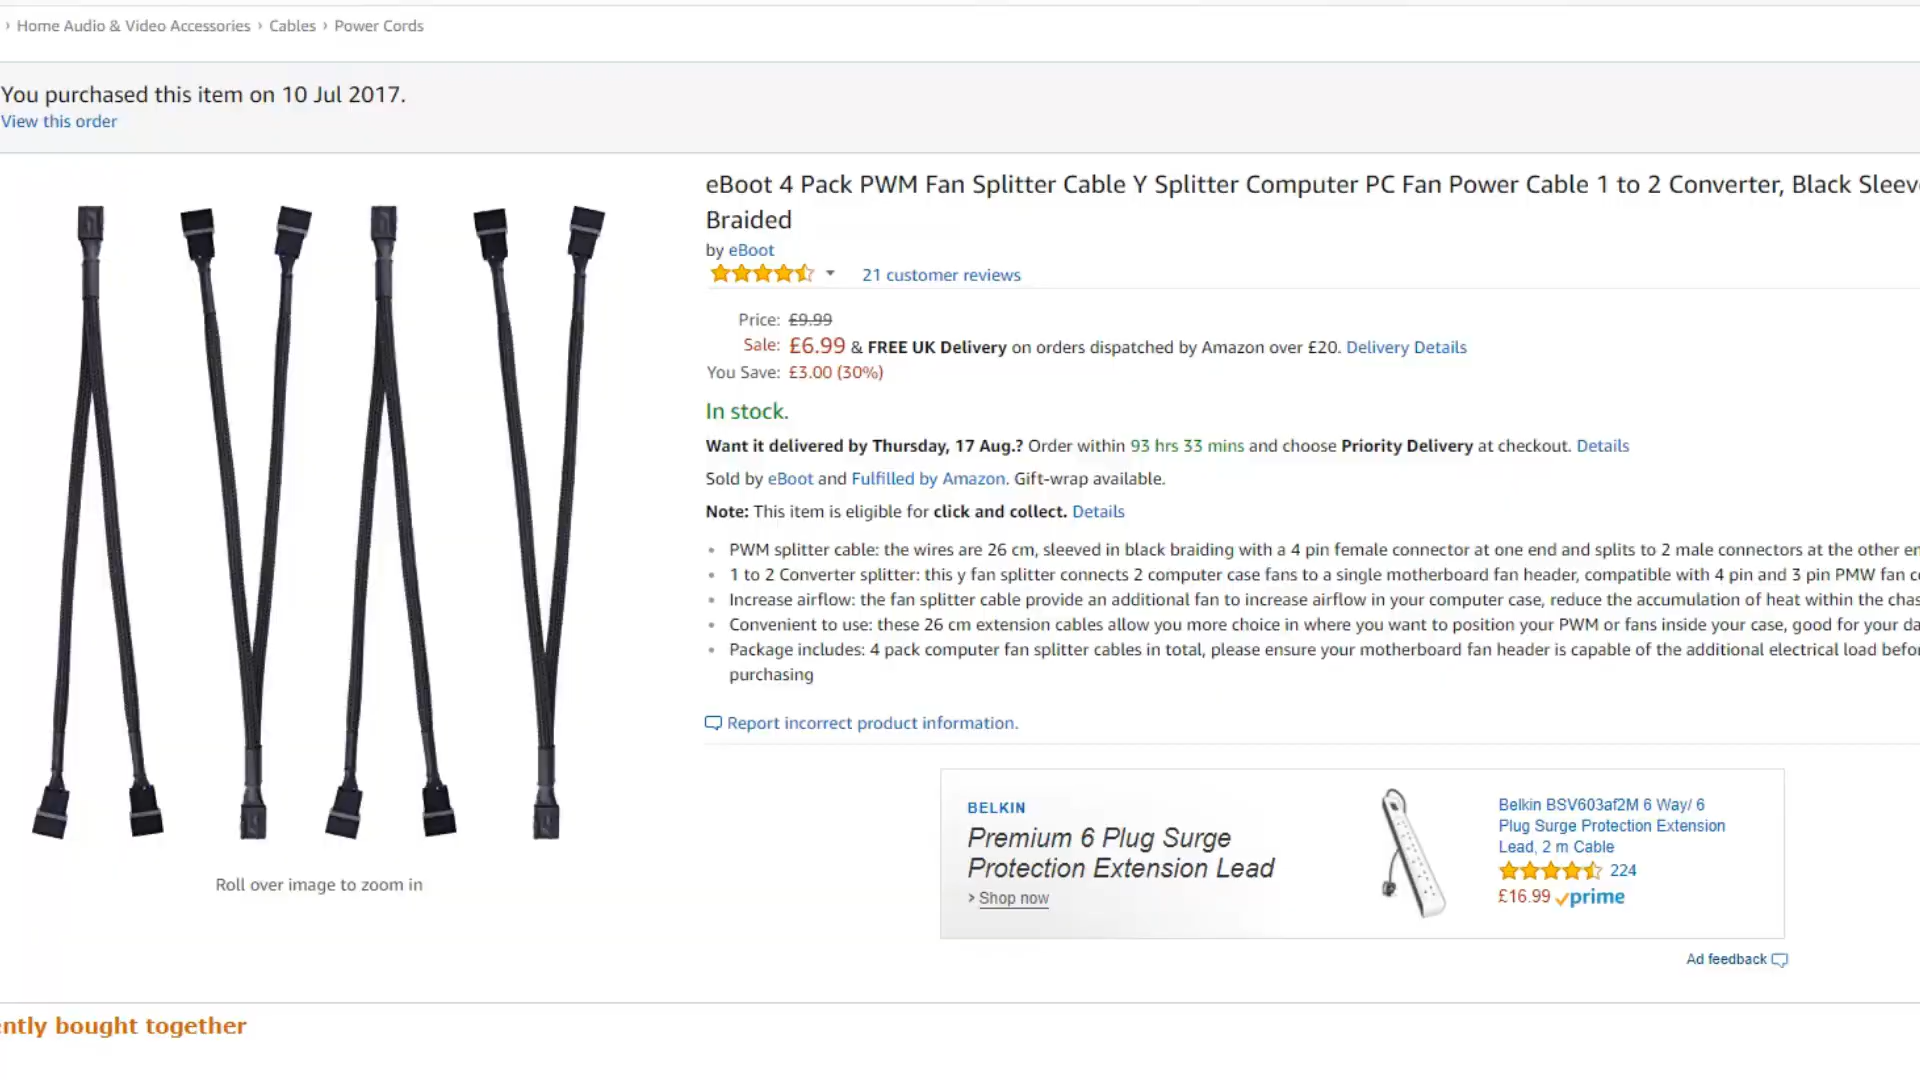 › Home Audio & Video Accessories › Cables › Power Cords
You purchased this item on 10 Jul 2017.
View this order
eBoot 4 Pack PWM Fan Splitter Cable Y Splitter Computer PC Fan Power Cable 1 to 2 Converter, Black Sleev
Braided
by eBoot
21 customer reviews
Price: £9.99
Sale: £6.99 & FREE UK Delivery on orders dispatched by Amazon over £20. Delivery Details
You Save: £3.00 (30%)
In stock.
Want it delivered by Thursday, 17 Aug.? Order within 93 hrs 33 mins and choose Priority Delivery at checkout. Details
Sold by eBoot and Fulfilled by Amazon. Gift-wrap available.
Note: This item is eligible for click and collect. Details
• PWM splitter cable: the wires are 26 cm, sleeved in black braiding with a 4 pin female connector at one end and splits to 2 male connectors at the other en
• 1 to 2 Converter splitter: this y fan splitter connects 2 computer case fans to a single motherboard fan header, compatible with 4 pin and 3 pin PMW fan c
• Increase airflow: the fan splitter cable provide an additional fan to increase airflow in your computer case, reduce the accumulation of heat within the chas
• Convenient to use: these 26 cm extension cables allow you more choice in where you want to position your PWM or fans inside your case, good for your da
• Package includes: 4 pack computer fan splitter cables in total, please ensure your motherboard fan header is capable of the additional electrical load befor
purchasing
Report incorrect product information.
BELKIN
Premium 6 Plug Surge
Protection Extension Lead
› Shop now
Belkin BSV603af2M 6 Way/ 6
Plug Surge Protection Extension
Lead, 2 m Cable
224
£16.99 prime
Ad feedback
Roll over image to zoom in
ently bought together